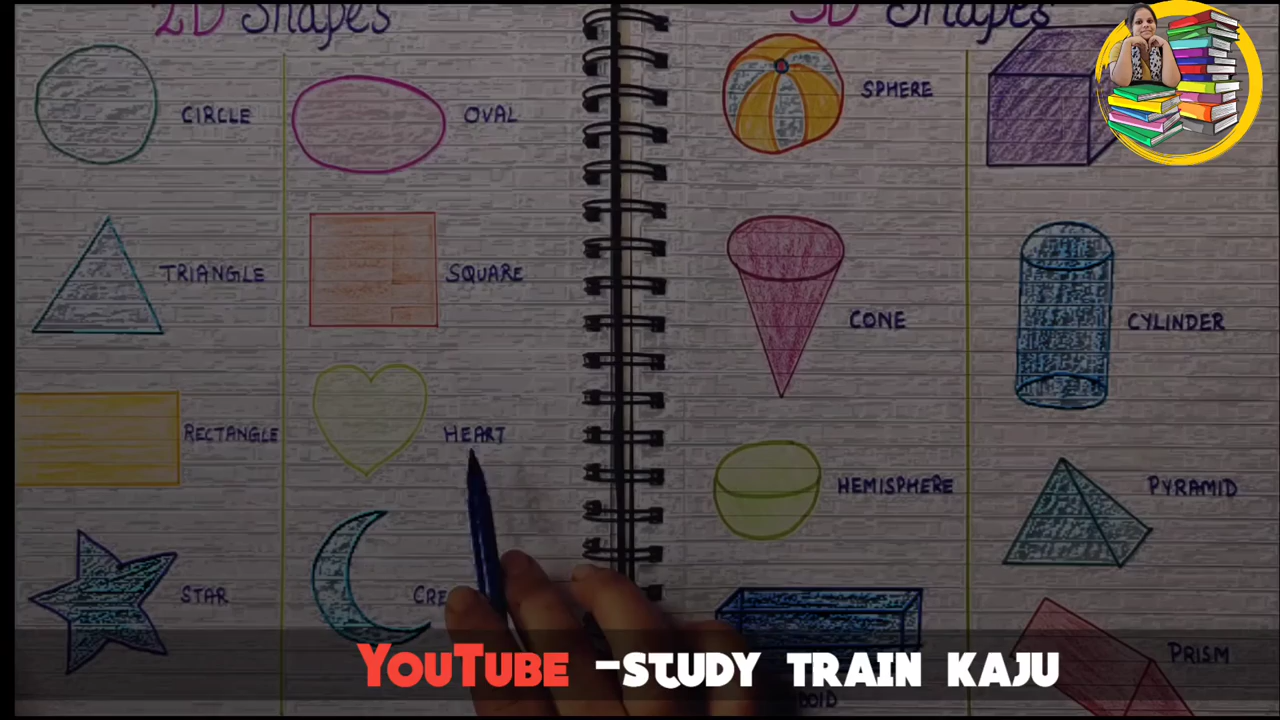 2D Shapes
CIRCLE
OVAL
TRIANGLE
SQUARE
RECTANGLE
HEART
STAR
3D Shapes
SPHERE
CONE
CYLINDER
HEMISPHERE
PYRAMID
PRISM
YouTube -STUDY TRAIN KAJU